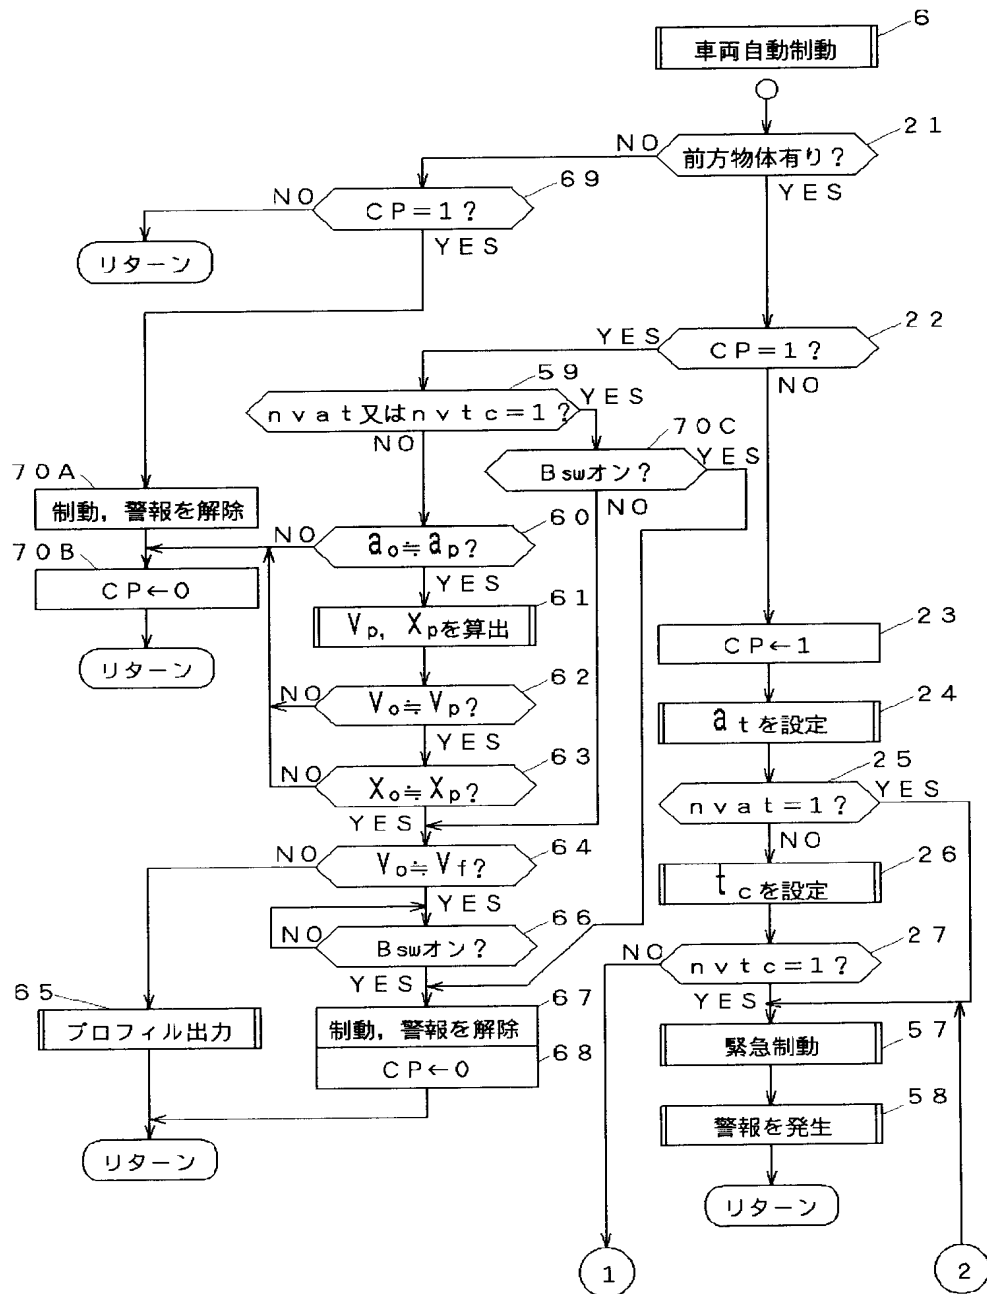 6
車両自動制動
21
NO
前方物体有り？
YES
69
NO
CP=1？
YES
リターン
22
YES
CP=1？
NO
59
nvat又はnvtc=1？
YES
NO
70C
Bswオン？
YES
NO
70A
制動，警報を解除
60
NO
ao≒ap？
YES
70B
CP←0
リターン
61
Vp，Xpを算出
23
CP←1
62
NO
Vo≒Vp？
YES
24
atを設定
63
NO
Xo≒Xp？
YES
25
nvat=1？
YES
NO
64
NO
Vo≒Vf？
YES
26
tcを設定
66
NO
Bswオン？
YES
27
NO
nvtc=1？
YES
65
プロフィル出力
67
制動，警報を解除
68
CP←0
57
緊急制動
58
警報を発生
リターン
リターン
1
2